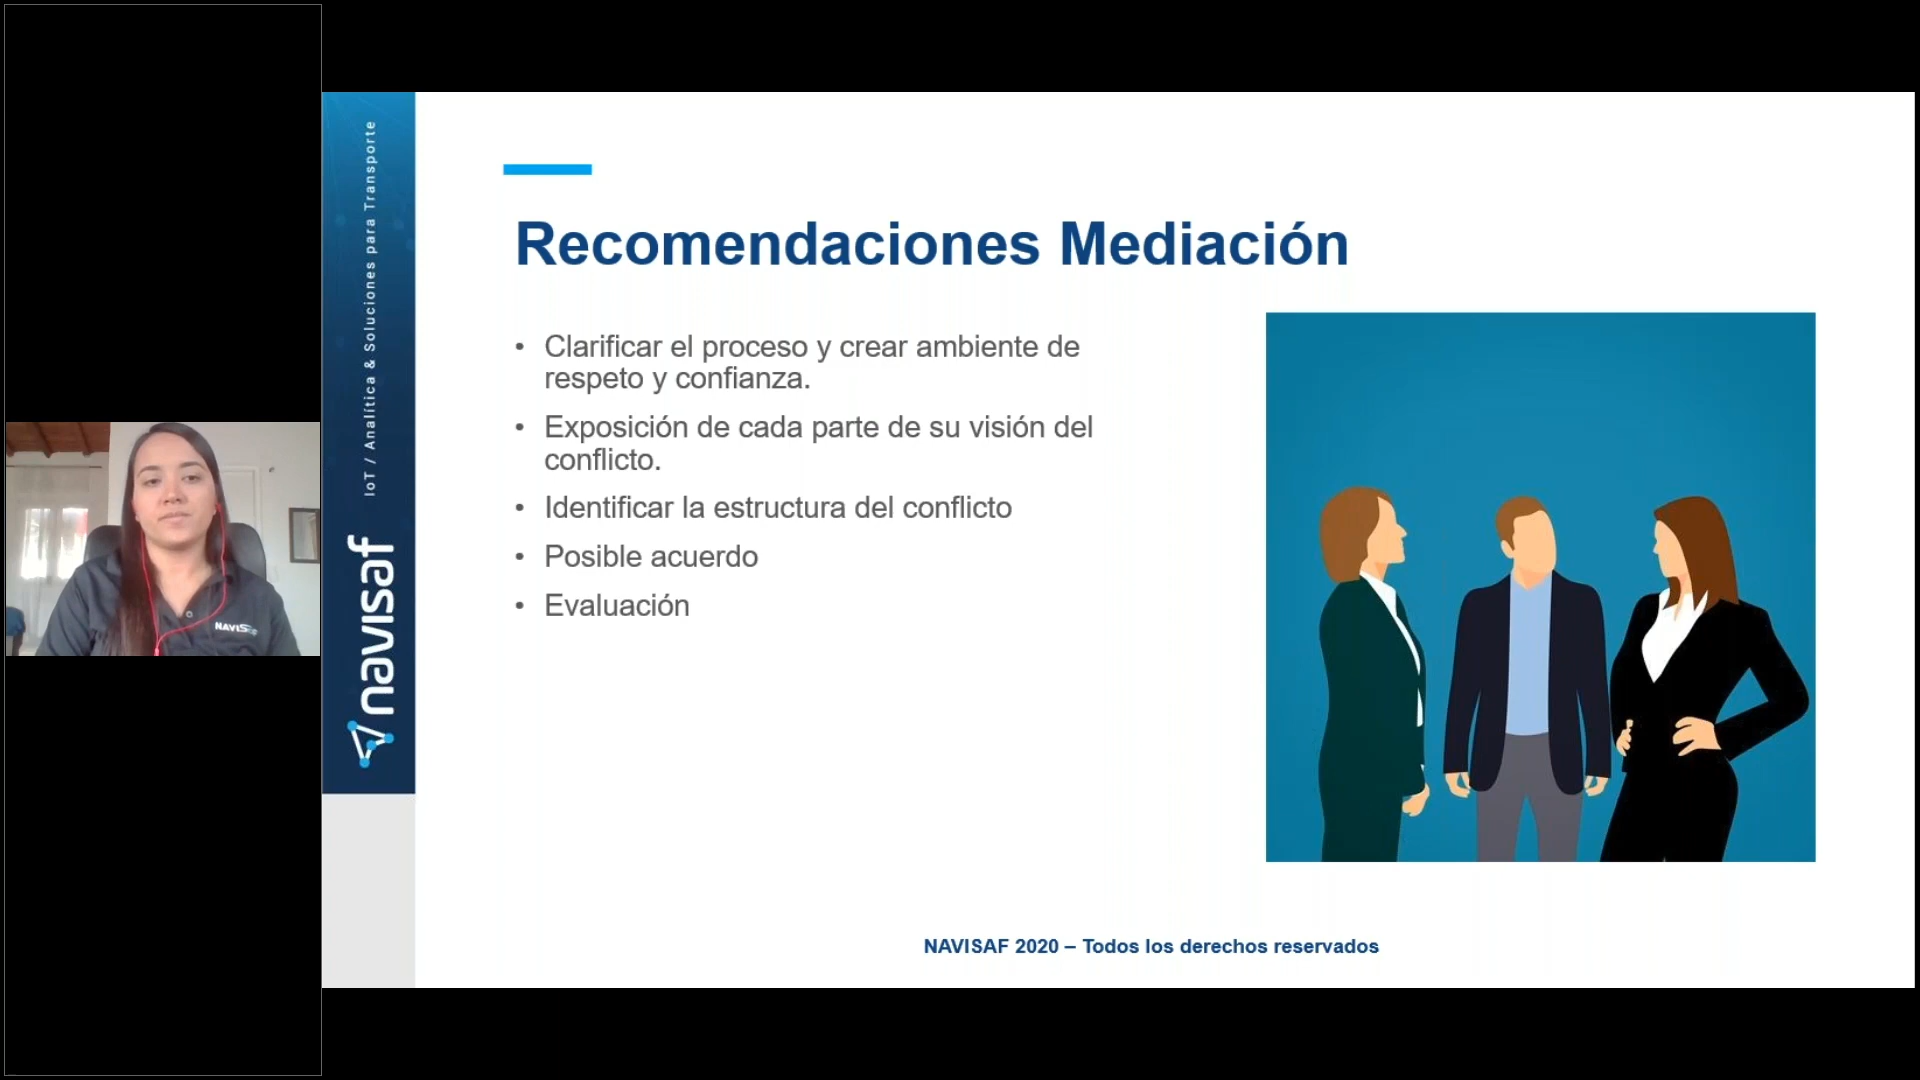 IoT / Analítica & Soluciones para Transporte
navisaf
Recomendaciones Mediación
• Clarificar el proceso y crear ambiente de
respeto y confianza.
• Exposición de cada parte de su visión del
conflicto.
• Identificar la estructura del conflicto
• Posible acuerdo
• Evaluación
NAVISAF 2020 – Todos los derechos reservados